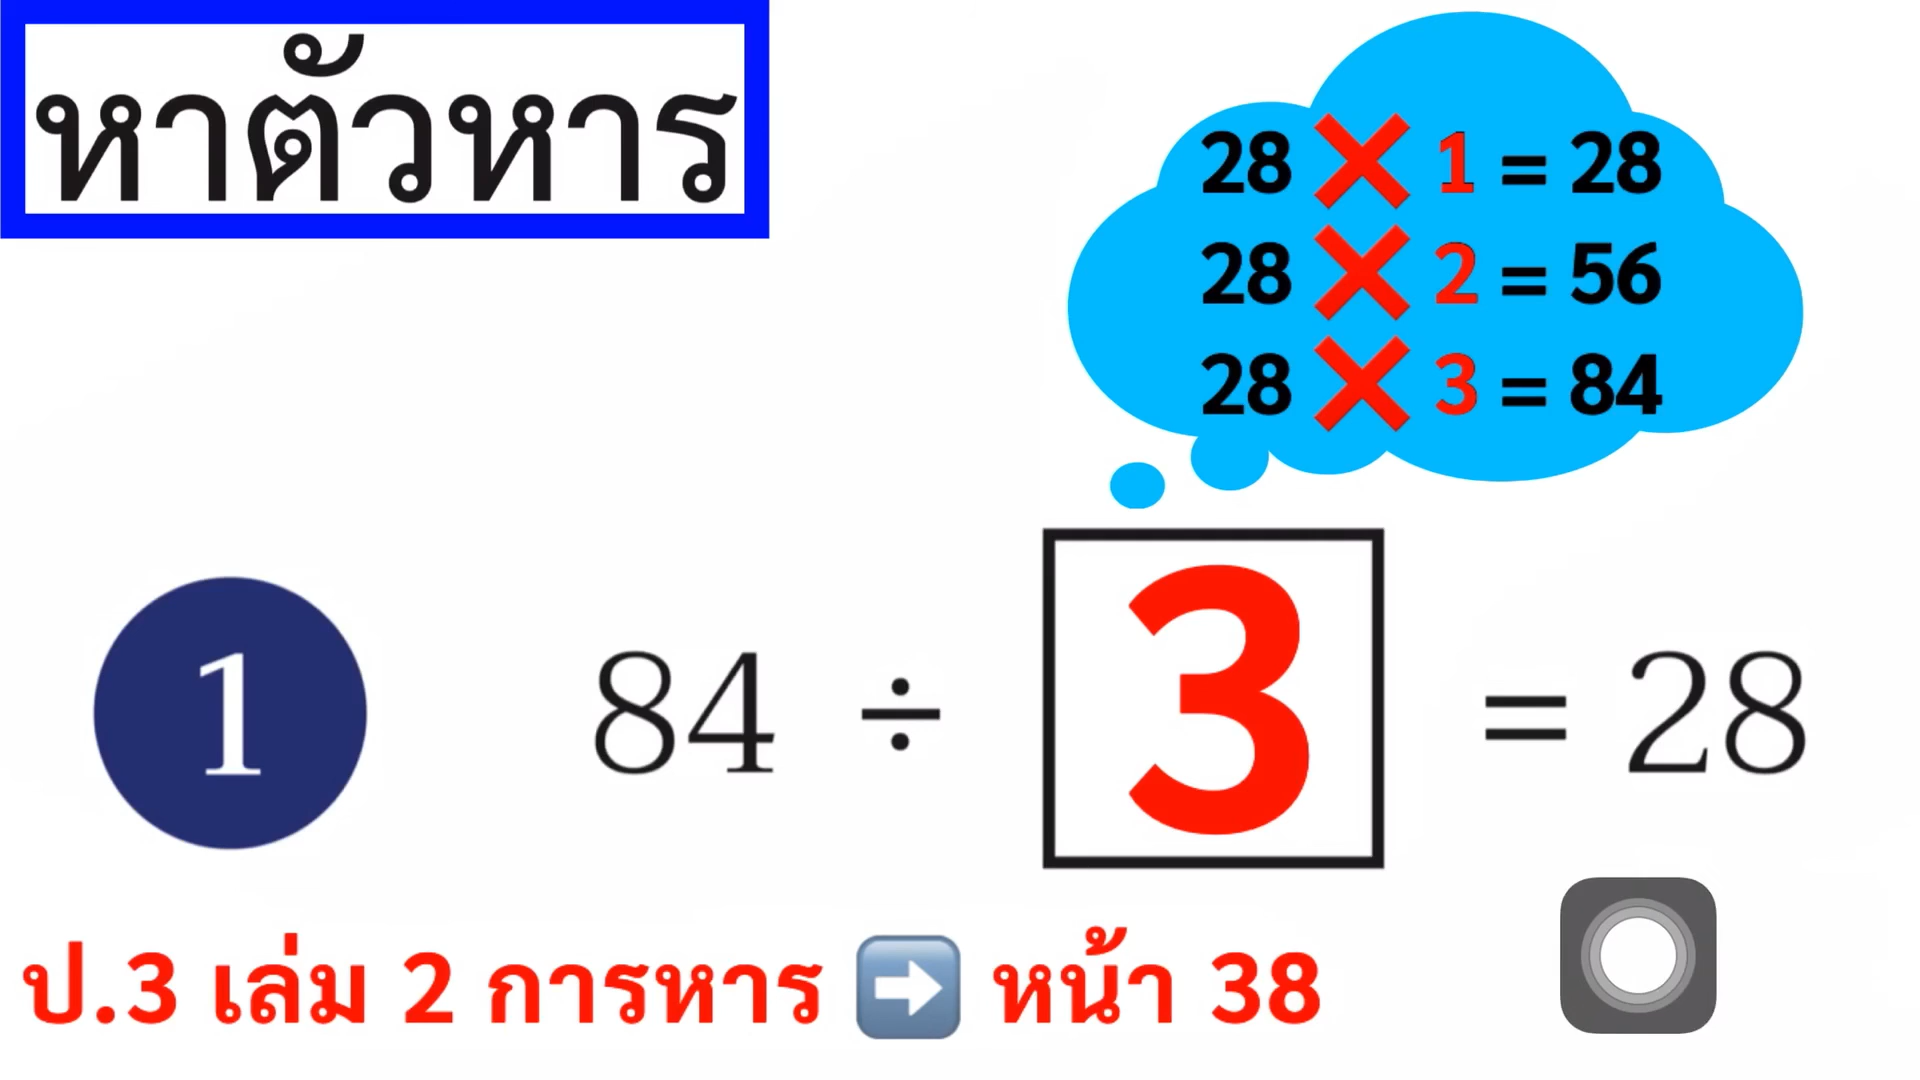 หาตัวหาร
28 ❌ 1 = 28
28 ❌ 2 = 56
28 ❌ 3 = 84
1 84 ÷ 3 = 28
ป.3 เล่ม 2 การหาร ➡️ หน้า 38